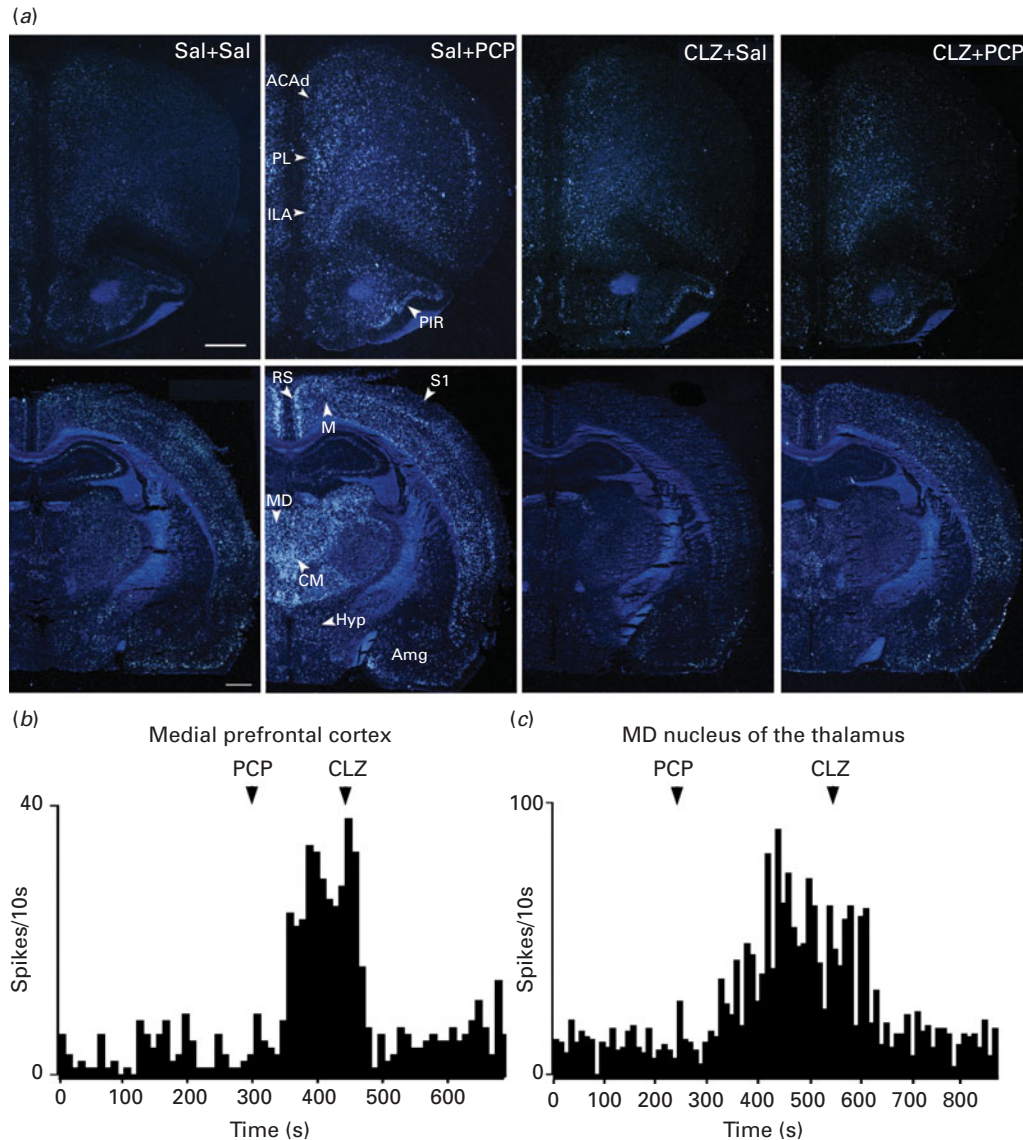 (a)
Sal+Sal
Sal+PCP
CLZ+Sal
CLZ+PCP
ACAd
PL
ILA
PIR
RS
S1
M
MD
CM
Hyp
Amg
(b)
Medial prefrontal cortex
PCP
CLZ
40
0
Spikes/10s
0 100 200 300 400 500 600
Time (s)
(c)
MD nucleus of the thalamus
PCP
CLZ
100
0
Spikes/10s
0 100 200 300 400 500 600 700 800
Time (s)